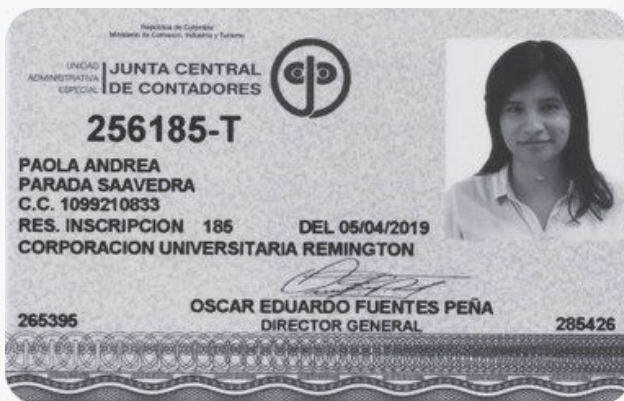 República de Colombia
Ministerio de Comercio, Industria y Turismo
UNIDAD
ADMINISTRATIVA
ESPECIAL
JUNTA CENTRAL
DE CONTADORES
256185-T
PAOLA ANDREA
PARADA SAAVEDRA
C.C. 1099210833
RES. INSCRIPCION 185 DEL 05/04/2019
CORPORACION UNIVERSITARIA REMINGTON
OSCAR EDUARDO FUENTES PEÑA
DIRECTOR GENERAL
265395
285426